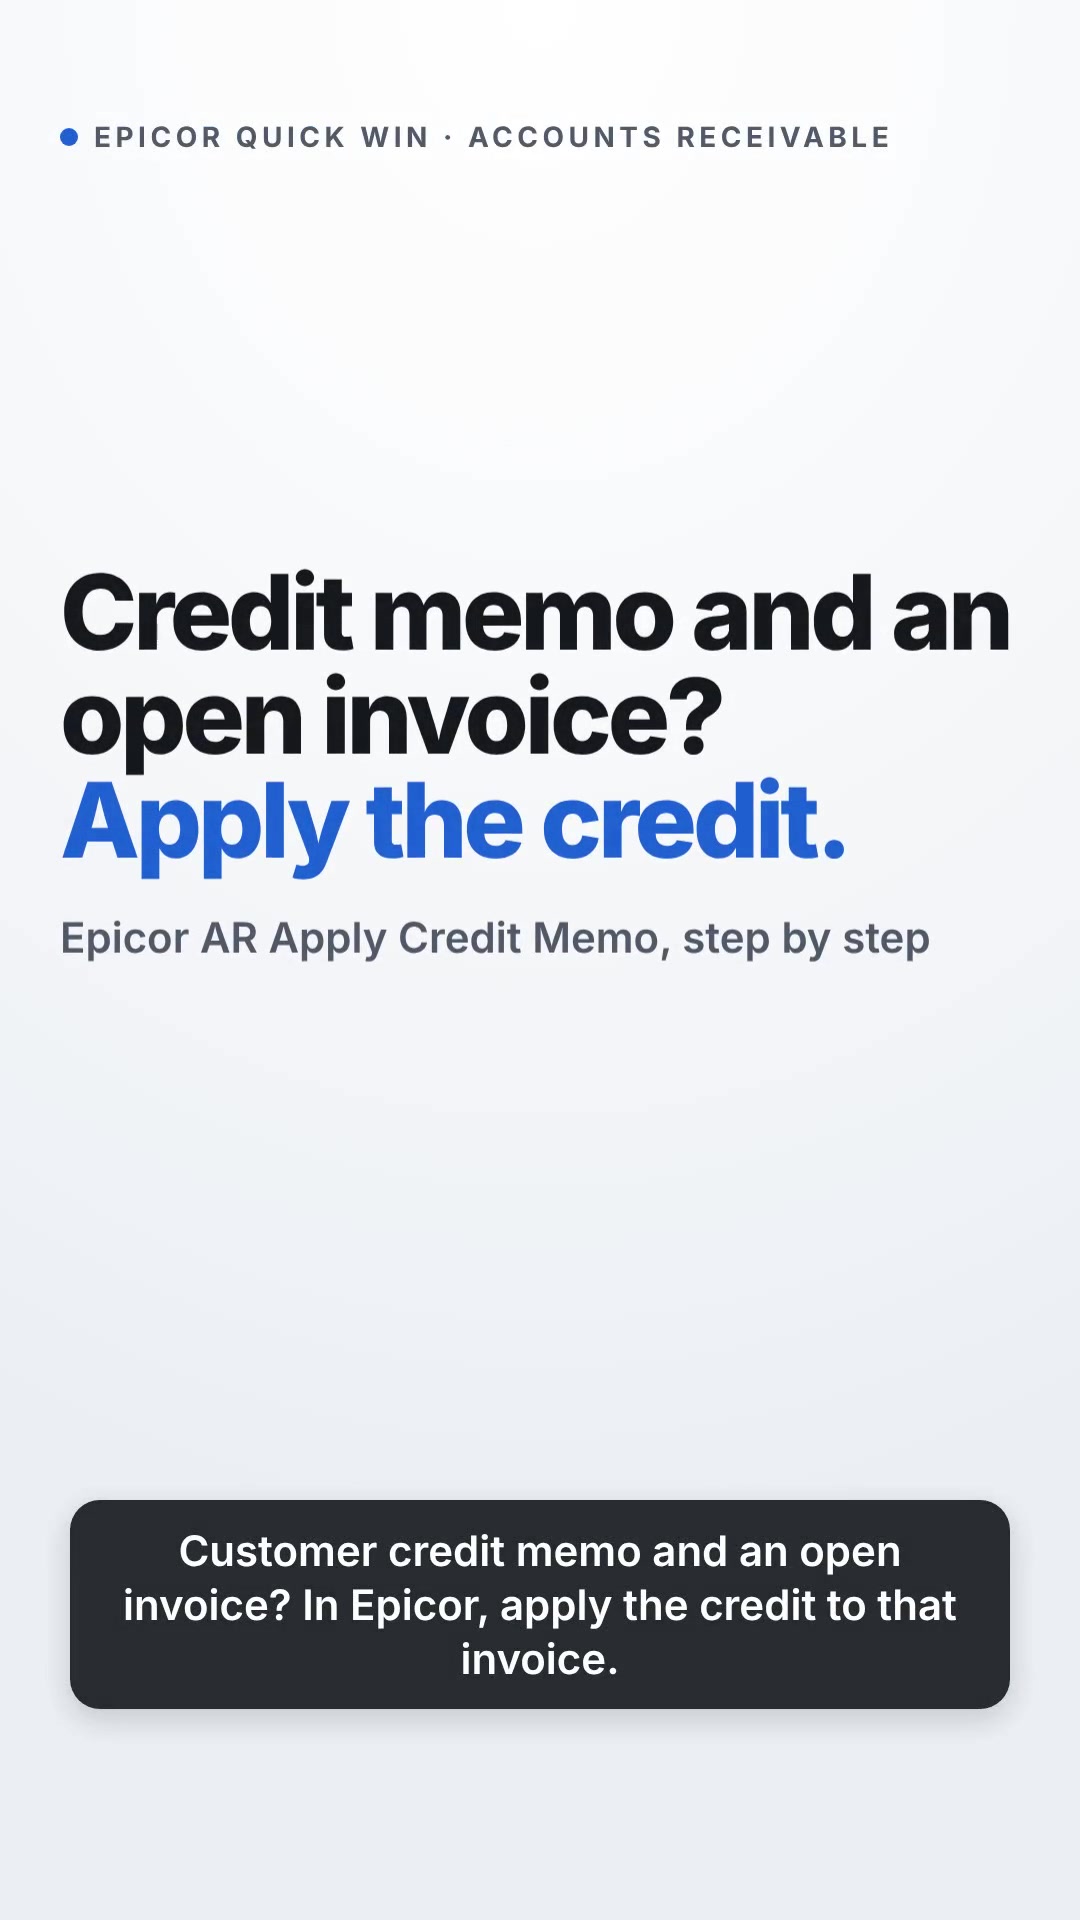 EPICOR QUICK WIN · ACCOUNTS RECEIVABLE
Credit memo and an
open invoice?
Apply the credit.
Epicor AR Apply Credit Memo, step by step
Customer credit memo and an open
invoice? In Epicor, apply the credit to that
invoice.